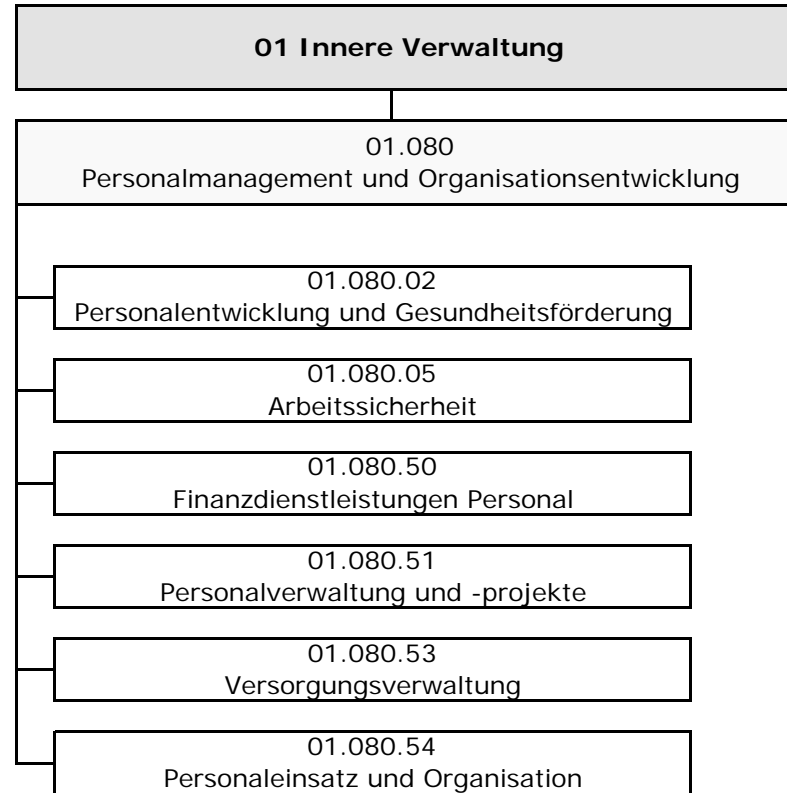 01 Innere Verwaltung
01.080
Personalmanagement und Organisationsentwicklung
01.080.02
Personalentwicklung und Gesundheitsförderung
01.080.05
Arbeitssicherheit
01.080.50
Finanzdienstleistungen Personal
01.080.51
Personalverwaltung und -projekte
01.080.53
Versorgungsverwaltung
01.080.54
Personaleinsatz und Organisation